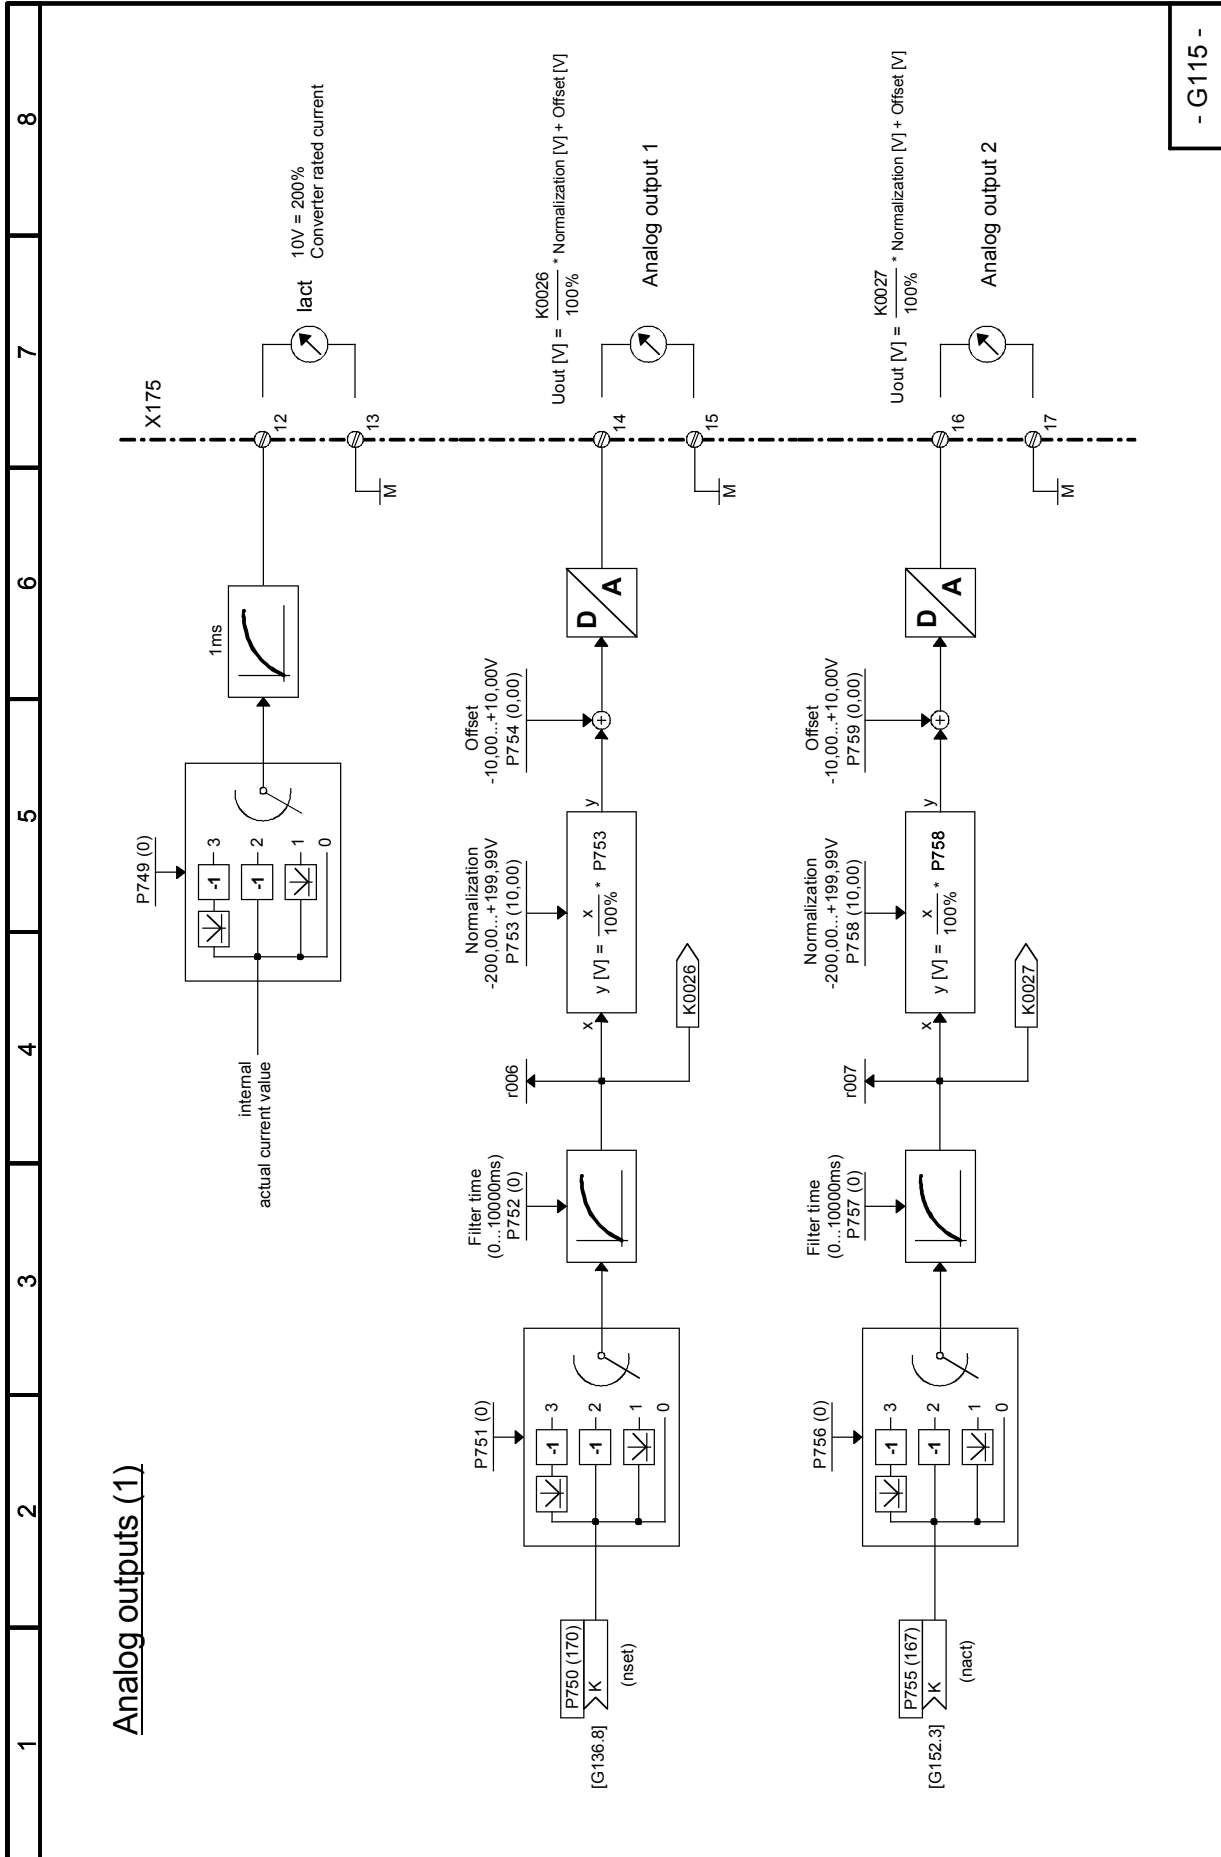 1
2
3
4
5
6
7
8
Analog outputs (1)
X175
P749 (0)
internal
actual current value
-1
3
-1
2
1
0
1ms
12
13
M
Iact
10V = 200%
Converter rated current
[G136.8]
P750 (170)
K
(nset)
P751 (0)
-1
3
-1
2
1
0
Filter time
(0...10000ms)
P752 (0)
r006
K0026
Normalization
-200,00...+199,99V
P753 (10,00)
x
y [V] = x / 100% * P753
y
Offset
-10,00...+10,00V
P754 (0,00)
+
D
A
14
15
M
Uout [V] = K0026 / 100% * Normalization [V] + Offset [V]
Analog output 1
[G152.3]
P755 (167)
K
(nact)
P756 (0)
-1
3
-1
2
1
0
Filter time
(0...10000ms)
P757 (0)
r007
K0027
Normalization
-200,00...+199,99V
P758 (10,00)
x
y [V] = x / 100% * P758
y
Offset
-10,00...+10,00V
P759 (0,00)
+
D
A
16
17
M
Uout [V] = K0027 / 100% * Normalization [V] + Offset [V]
Analog output 2
- G115 -